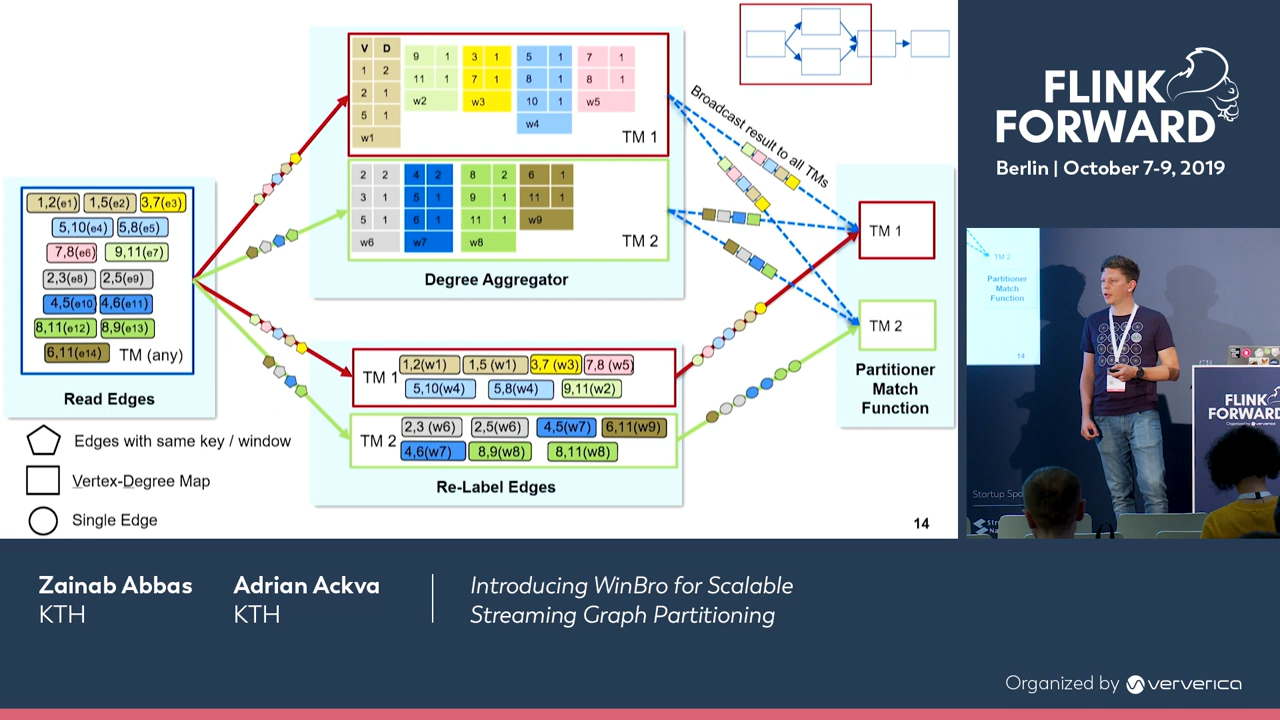 1,2(e1) 1,5(e2) 3,7(e3)
5,10(e4) 5,8(e5)
7,8(e6) 9,11(e7)
2,3(e8) 2,5(e9)
4,5(e10 4,6(e11)
8,11(e12) 8,9(e13)
6,11(e14) TM (any)
Read Edges
Edges with same key / window
Vertex-Degree Map
Single Edge
V D
1 2
2 1
5 1
w1
9 1
11 1
w2
3 1
7 1
w3
5 1
8 1
10 1
w4
7 1
8 1
w5
TM 1
2 2
3 1
5 1
w6
4 2
5 1
6 1
w7
8 2
9 1
11 1
w8
6 1
11 1
w9
TM 2
Degree Aggregator
TM 1
1,2(w1) 1,5 (w1) 3,7 (w3) 7,8 (w5)
5,10(w4) 5,8(w4) 9,11(w2)
TM 2
2,3 (w6) 2,5(w6) 4,5(w7) 6,11(w9)
4,6(w7) 8,9(w8) 8,11(w8)
Re-Label Edges
Broadcast result to all TMs
TM 1
TM 2
Partitioner
Match
Function
14
FLINK
FORWARD
Berlin | October 7-9, 2019
TM 2
Partitioner
Match
Function
14
FLINK
FORWARD
Startup Spo
Zainab Abbas
KTH
Adrian Ackva
KTH
Introducing WinBro for Scalable
Streaming Graph Partitioning
Organized by ververica